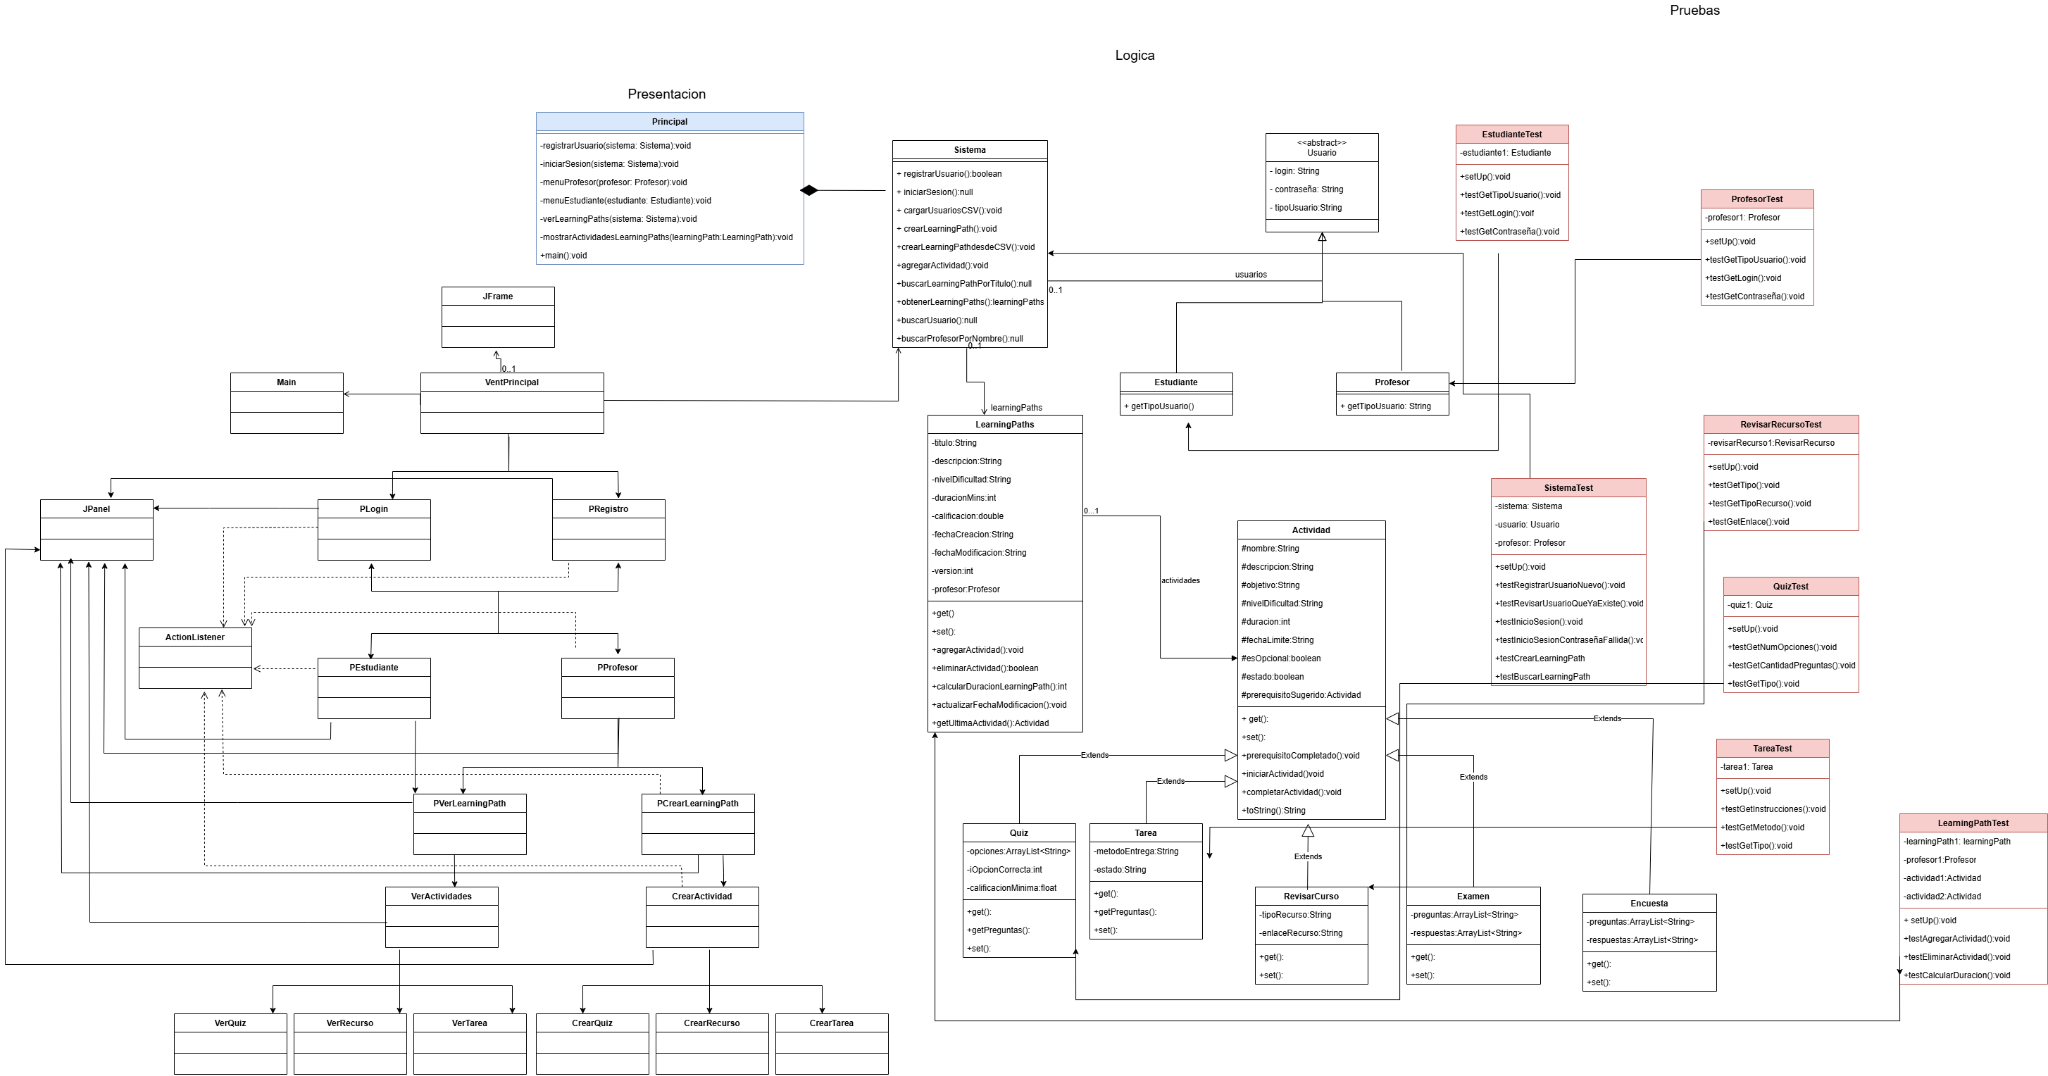 Pruebas
Logica
Presentacion
Principal
-registrarUsuario(sistema: Sistema):void
-iniciarSesion(sistema: Sistema):void
-menuProfesor(profesor: Profesor):void
-menuEstudiante(estudiante: Estudiante):void
-verLearningPaths(sistema: Sistema):void
-mostrarActividadesLearningPaths(learningPath:LearningPath):void
+main():void
Sistema
+ registrarUsuario():boolean
+ iniciarSesion():null
+ cargarUsuariosCSV():void
+ crearLearningPath():void
+crearLearningPathdesdeCSV():void
+agregarActividad():void
+buscarLearningPathPorTitulo():null
+obtenerLearningPaths():learningPaths
+buscarUsuario():null
+buscarProfesorPorNombre():null
0..1
0..1
usuarios
<<abstract>>
Usuario
- login: String
- contraseña: String
- tipoUsuario:String
EstudianteTest
-estudiante1: Estudiante
+setUp():void
+testGetTipoUsuario():void
+testGetLogin():voif
+testGetContraseña():void
ProfesorTest
-profesor1: Profesor
+setUp():void
+testGetTipoUsuario():void
+testGetLogin():void
+testGetContraseña():void
JFrame
0..1
Main
VentPrincipal
Estudiante
+ getTipoUsuario()
Profesor
+ getTipoUsuario: String
learningPaths
LearningPaths
-titulo:String
-descripcion:String
-nivelDificultad:String
-duracionMins:int
-calificacion:double
-fechaCreacion:String
-fechaModificacion:String
-version:int
-profesor:Profesor
+get()
+set():
+agregarActividad():void
+eliminarActividad():boolean
+calcularDuracionLearningPath():int
+actualizarFechaModificacion():void
+getUltimaActividad():Actividad
0...1
actividades
RevisarRecursoTest
-revisarRecurso1:RevisarRecurso
+setUp():void
+testGetTipo():void
+testGetTipoRecurso():void
+testGetEnlace():void
SistemaTest
-sistema: Sistema
-usuario: Usuario
-profesor: Profesor
+setUp():void
+testRegistrarUsuarioNuevo():void
+testRevisarUsuarioQueYaExiste():void
+testInicioSesion():void
+testInicioSesionContraseñaFallida():vc
+testCrearLearningPath
+testBuscarLearningPath
JPanel
PLogin
PRegistro
Actividad
#nombre:String
#descripcion:String
#objetivo:String
#nivelDificultad:String
#duracion:int
#fechaLimite:String
#esOpcional:boolean
#estado:boolean
#prerequisitoSugerido:Actividad
+ get():
+set():
+prerequisitoCompletado():void
+iniciarActividad()void
+completarActividad():void
+toString():String
QuizTest
-quiz1: Quiz
+setUp():void
+testGetNumOpciones():void
+testGetCantidadPreguntas():void
+testGetTipo():void
ActionListener
PEstudiante
PProfesor
Extends
Extends
Extends
Extends
Extends
TareaTest
-tarea1: Tarea
+setUp():void
+testGetInstrucciones():void
+testGetMetodo():void
+testGetTipo():void
PVerLearningPath
PCrearLearningPath
Quiz
-opciones:ArrayList<String>
-iOpcionCorrecta:int
-calificacionMinima:float
+get():
+getPreguntas():
+set():
Tarea
-metodoEntrega:String
-estado:String
+get():
+getPreguntas():
+set():
LearningPathTest
-learningPath1: learningPath
-profesor1:Profesor
-actividad1:Actividad
-actividad2:Actividad
+ setUp():void
+testAgregarActividad():void
+testEliminarActividad():void
+testCalcularDuracion():void
VerActividades
CrearActividad
RevisarCurso
-tipoRecurso:String
-enlaceRecurso:String
+get():
+set():
Examen
-preguntas:ArrayList<String>
-respuestas:ArrayList<String>
+get():
+set():
Encuesta
-preguntas:ArrayList<String>
-respuestas:ArrayList<String>
+get():
+set():
VerQuiz
VerRecurso
VerTarea
CrearQuiz
CrearRecurso
CrearTarea